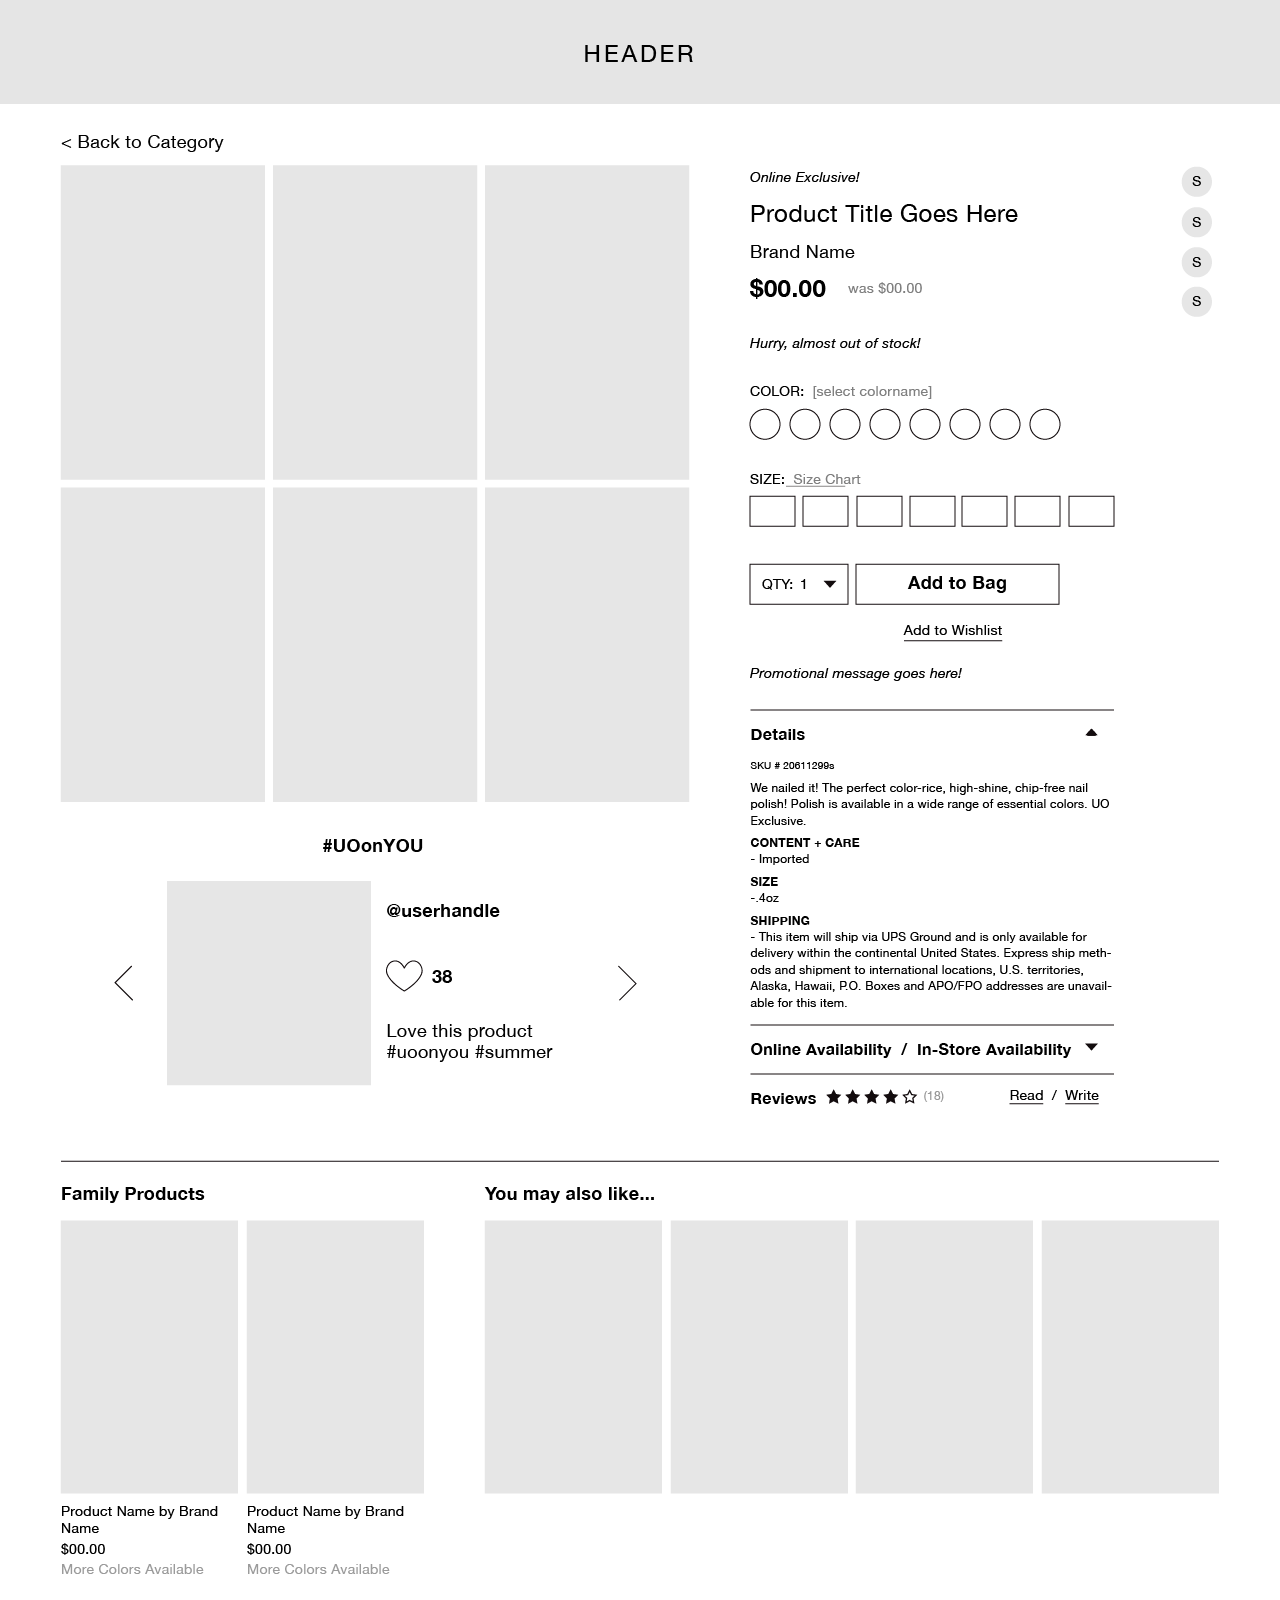 HEADER
< Back to Category
Online Exclusive!
Product Title Goes Here
Brand Name
$00.00 was $00.00
S
S
S
S
Hurry, almost out of stock!
COLOR: [select colorname]
SIZE: Size Chart
QTY: 1
Add to Bag
Add to Wishlist
Promotional message goes here!
Details
SKU # 20611299s
We nailed it! The perfect color-rice, high-shine, chip-free nail
polish! Polish is available in a wide range of essential colors. UO
Exclusive.
CONTENT + CARE
- Imported
SIZE
-.4oz
SHIPPING
- This item will ship via UPS Ground and is only available for
delivery within the continental United States. Express ship meth-
ods and shipment to international locations, U.S. territories,
Alaska, Hawaii, P.O. Boxes and APO/FPO addresses are unavail-
able for this item.
Online Availability / In-Store Availability
Reviews (18) Read / Write
#UOonYOU
@userhandle
38
Love this product
#uoonyou #summer
Family Products
Product Name by Brand
Name
$00.00
More Colors Available
Product Name by Brand
Name
$00.00
More Colors Available
You may also like...